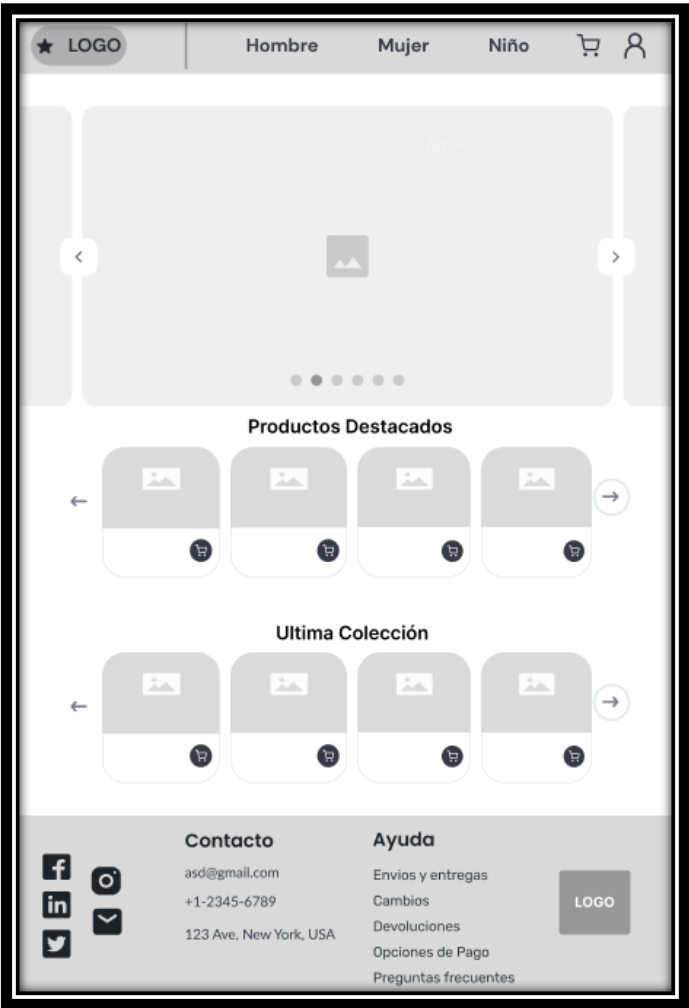 LOGO
Hombre
Mujer
Niño
Arrows
Productos Destacados
Ultima Colección
Contacto
asd@gmail.com
+1-2345-6789
123 Ave, New York, USA
Ayuda
Envios y entregas
Cambios
Devoluciones
Opciones de Pago
Preguntas frecuentes
LOGO